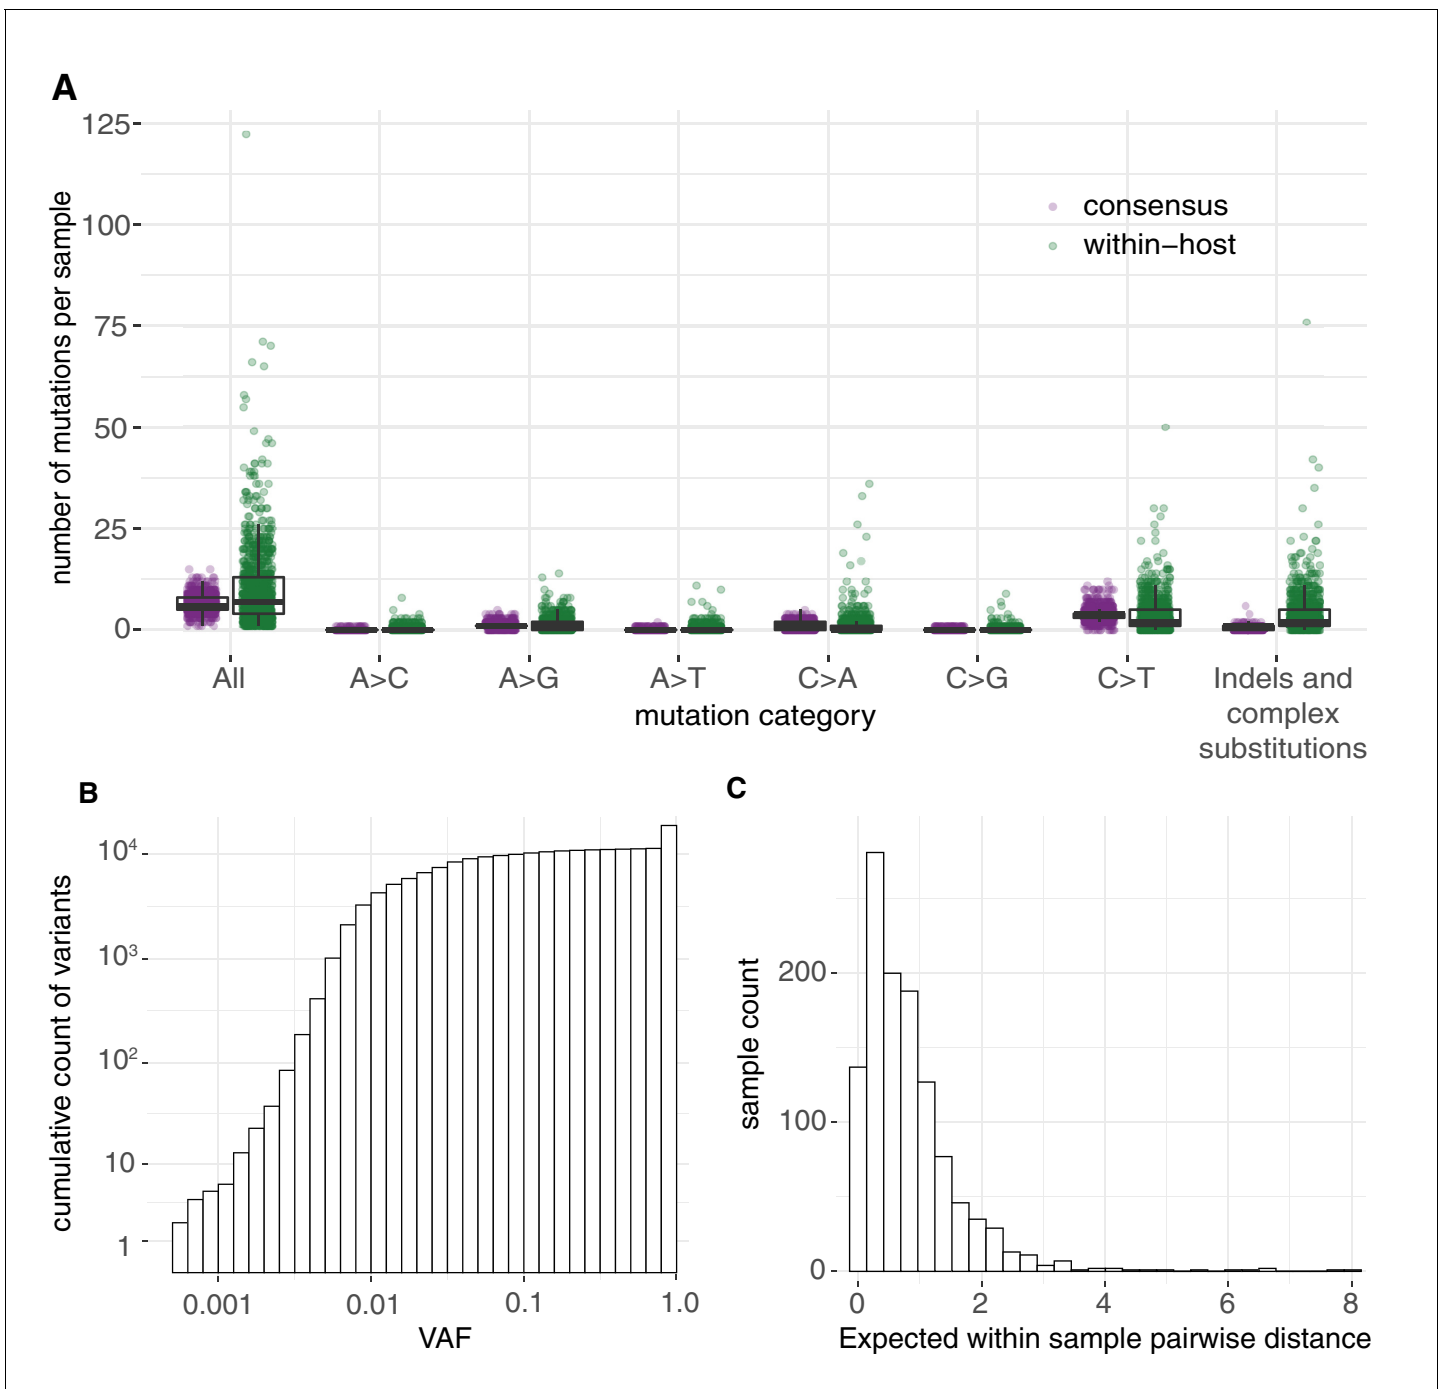 A
125
100
75
50
25
0
number of mutations per sample
consensus
within−host
All
A>C
A>G
A>T
C>A
C>G
C>T
Indels and
complex
substitutions
mutation category
B
10⁴
10³
10²
10
1
cumulative count of variants
0.001
0.01
0.1
1.0
VAF
C
200
100
0
sample count
0
2
4
6
8
Expected within sample pairwise distance